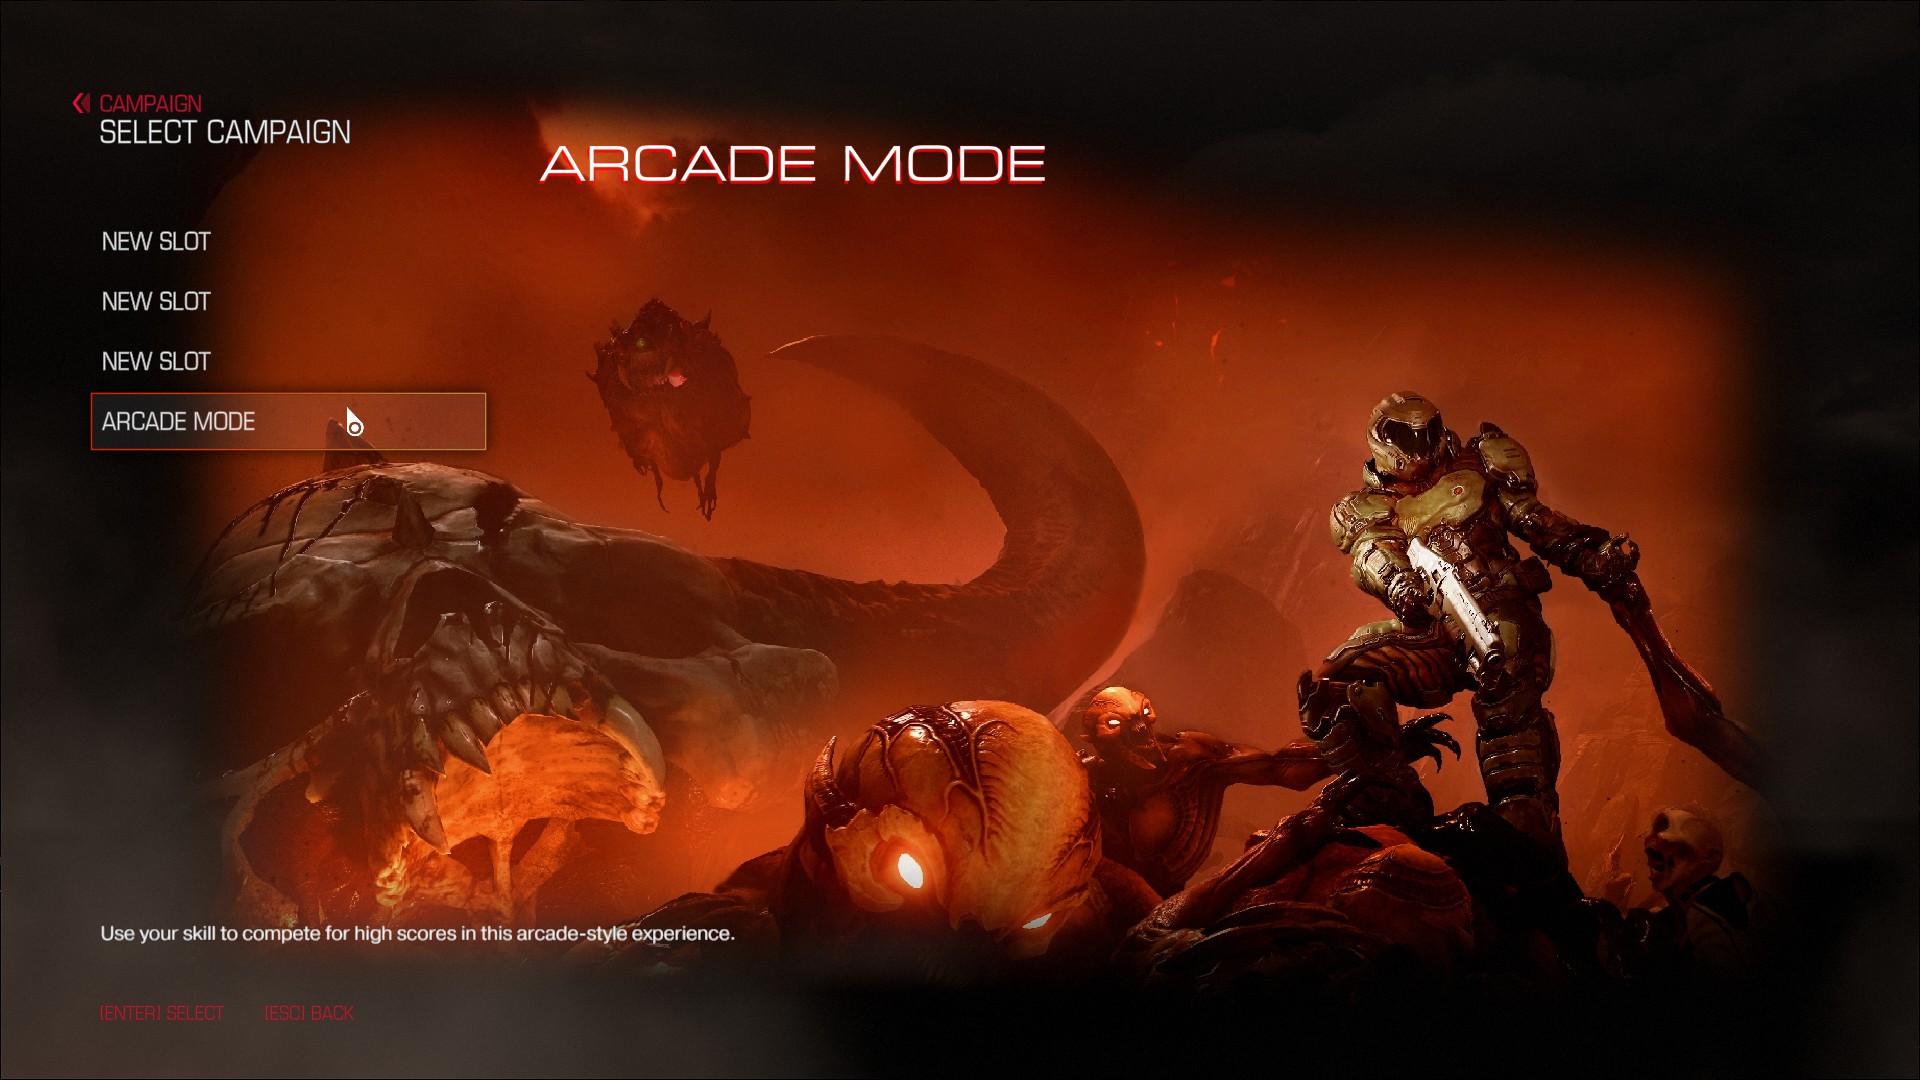 CAMPAIGN
SELECT CAMPAIGN
ARCADE MODE
NEW SLOT
NEW SLOT
NEW SLOT
ARCADE MODE
Use your skill to compete for high scores in this arcade-style experience.
[ENTER] SELECT [ESC] BACK